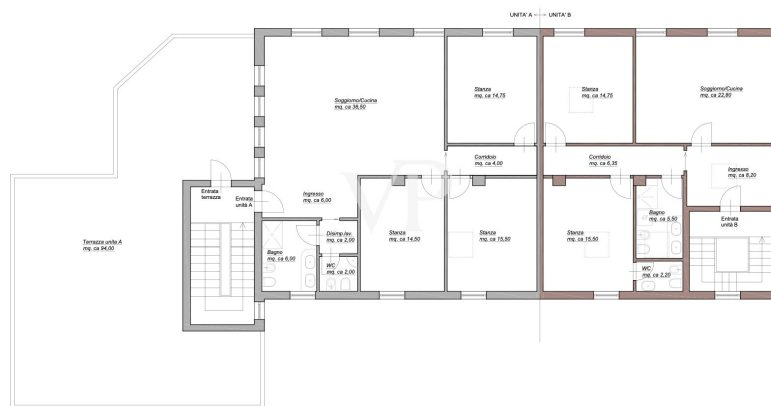 UNITA' A
UNITA' B
Soggiorno/Cucina
mq. ca 38,50
Stanza
mq. ca 14,75
Stanza
mq. ca 14,75
Soggiorno/Cucina
mq. ca 22,80
Corridoio
mq. ca 4,00
Corridoio
mq. ca 6,35
Ingresso
mq. ca 8,20
Entrata
terrazza
Entrata
unità A
Ingresso
mq. ca 6,00
VP
Terrazza unità A
mq. ca 94,00
Bagno
mq. ca 6,00
Disimp.lav.
mq. ca 2,00
WC
mq. ca 2,00
Stanza
mq. ca 14,50
Stanza
mq. ca 15,50
Stanza
mq. ca 15,50
Bagno
mq. ca 5,50
WC
mq. ca 2,20
Entrata
unità B